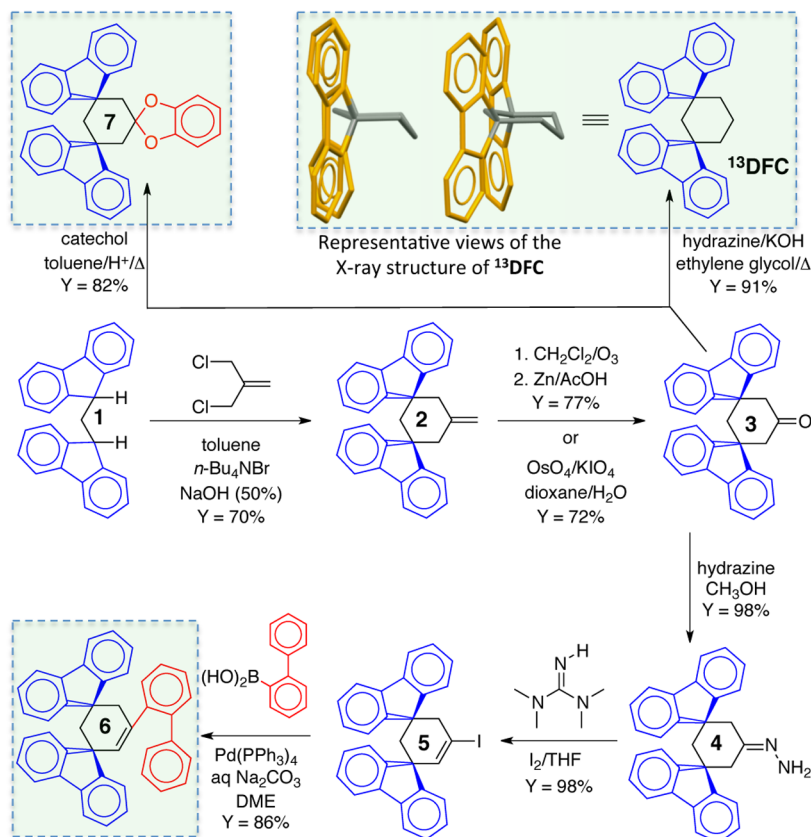 7
O
O
¹³DFC
Representative views of the
X-ray structure of ¹³DFC
catechol
toluene/H⁺/Δ
Y = 82%
hydrazine/KOH
ethylene glycol/Δ
Y = 91%
1
H
H
Cl
Cl
toluene
n-Bu₄NBr
NaOH (50%)
Y = 70%
2
1. CH₂Cl₂/O₃
2. Zn/AcOH
Y = 77%
or
OsO₄/KIO₄
dioxane/H₂O
Y = 72%
3
O
hydrazine
CH₃OH
Y = 98%
4
N
NH₂
N H
N N
I₂/THF
Y = 98%
5
I
(HO)₂B
Pd(PPh₃)₄
aq Na₂CO₃
DME
Y = 86%
6